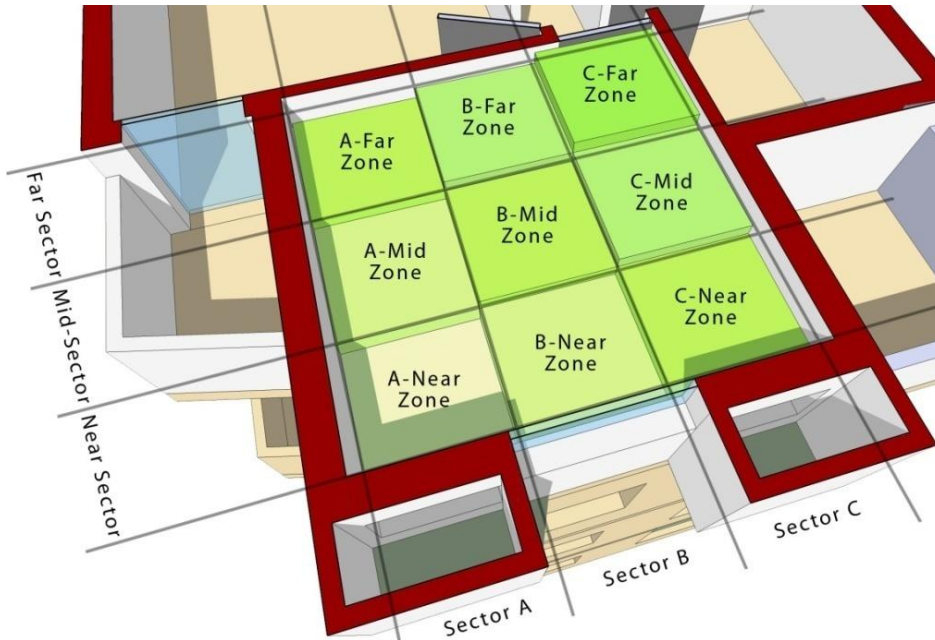 C-Far
Zone
B-Far
Zone
A-Far
Zone
C-Mid
Zone
B-Mid
Zone
A-Mid
Zone
C-Near
Zone
B-Near
Zone
A-Near
Zone
Far Sector
Mid-Sector
Near Sector
Sector A
Sector B
Sector C